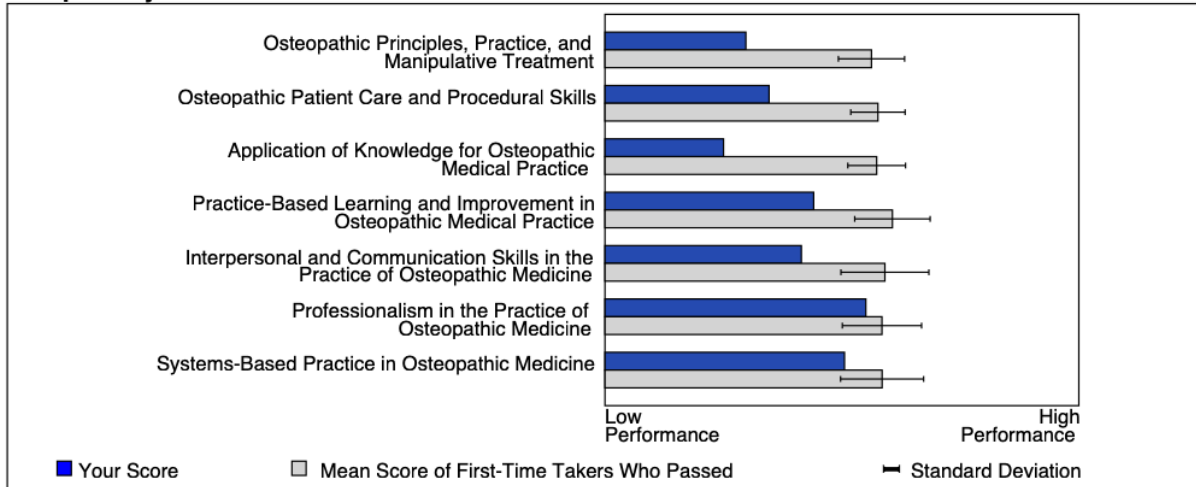 Osteopathic Principles, Practice, and
Manipulative Treatment
Osteopathic Patient Care and Procedural Skills
Application of Knowledge for Osteopathic
Medical Practice
Practice-Based Learning and Improvement in
Osteopathic Medical Practice
Interpersonal and Communication Skills in the
Practice of Osteopathic Medicine
Professionalism in the Practice of
Osteopathic Medicine
Systems-Based Practice in Osteopathic Medicine
Low
Performance
High
Performance
Your Score
Mean Score of First-Time Takers Who Passed
Standard Deviation